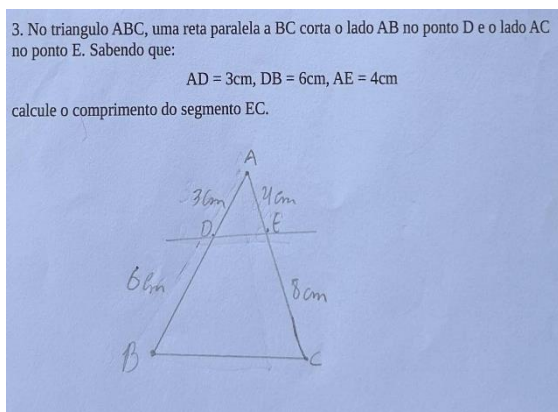 3. No triangulo ABC, uma reta paralela a BC corta o lado AB no ponto D e o lado AC
no ponto E. Sabendo que:
AD = 3cm, DB = 6cm, AE = 4cm
calcule o comprimento do segmento EC.
A
3cm 4cm
D E
6cm
8cm
B C